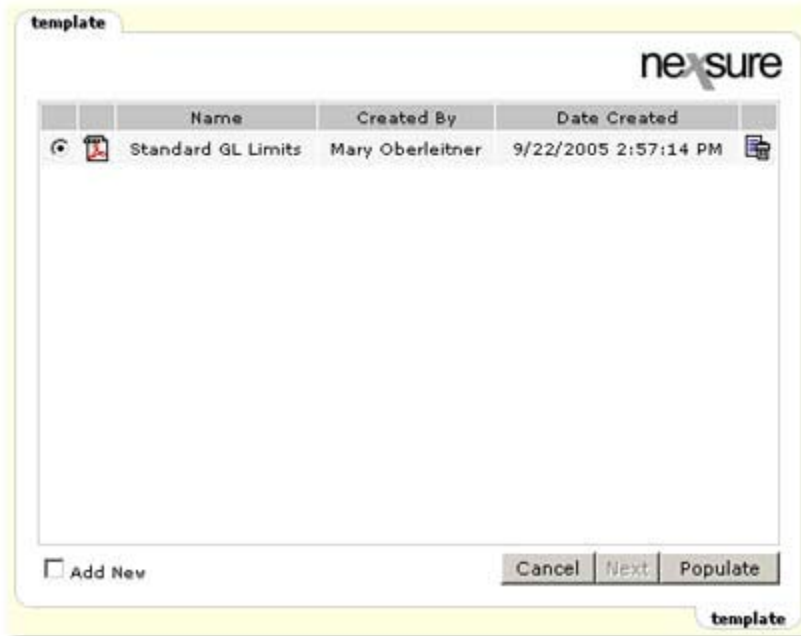 template
nexsure
Name Created By Date Created
Standard GL Limits Mary Oberleitner 9/22/2005 2:57:14 PM
Add New Cancel Next Populate
template